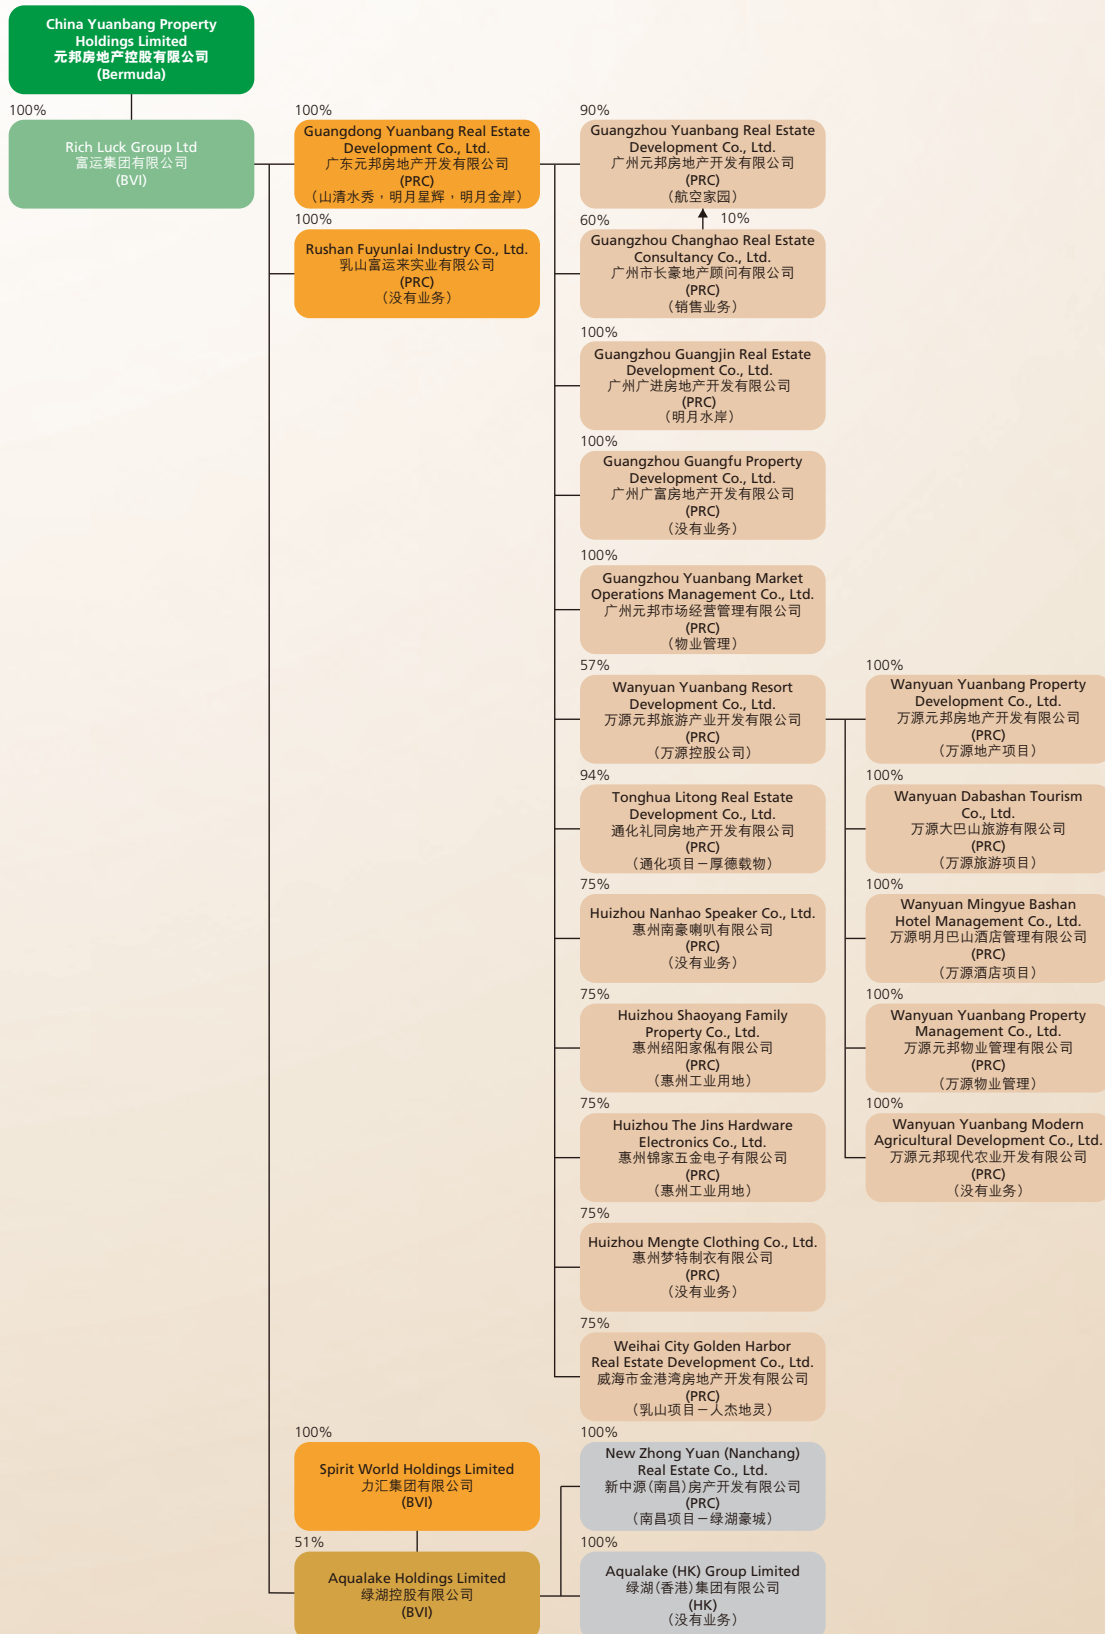 China Yuanbang Property
Holdings Limited
元邦房地产控股有限公司
(Bermuda)
100%
Rich Luck Group Ltd
富运集团有限公司
(BVI)
100%
Guangdong Yuanbang Real Estate
Development Co., Ltd.
广东元邦房地产开发有限公司
(PRC)
（山清水秀，明月星辉，明月金岸）
100%
Rushan Fuyunlai Industry Co., Ltd.
乳山富运来实业有限公司
(PRC)
（没有业务）
90%
Guangzhou Yuanbang Real Estate
Development Co., Ltd.
广州元邦房地产开发有限公司
(PRC)
（航空家园）
60%
10%
Guangzhou Changhao Real Estate
Consultancy Co., Ltd.
广州市长豪地产顾问有限公司
(PRC)
（销售业务）
100%
Guangzhou Guangjin Real Estate
Development Co., Ltd.
广州广进房地产开发有限公司
(PRC)
（明月水岸）
100%
Guangzhou Guangfu Property
Development Co., Ltd.
广州广富房地产开发有限公司
(PRC)
（没有业务）
100%
Guangzhou Yuanbang Market
Operations Management Co., Ltd.
广州元邦市场经营管理有限公司
(PRC)
（物业管理）
57%
Wanyuan Yuanbang Resort
Development Co., Ltd.
万源元邦旅游产业开发有限公司
(PRC)
（万源控股公司）
94%
Tonghua Litong Real Estate
Development Co., Ltd.
通化礼同房地产开发有限公司
(PRC)
（通化项目－厚德载物）
75%
Huizhou Nanhao Speaker Co., Ltd.
惠州南豪喇叭有限公司
(PRC)
（没有业务）
75%
Huizhou Shaoyang Family
Property Co., Ltd.
惠州绍阳家俬有限公司
(PRC)
（惠州工业用地）
75%
Huizhou The Jins Hardware
Electronics Co., Ltd.
惠州锦家五金电子有限公司
(PRC)
（惠州工业用地）
75%
Huizhou Mengte Clothing Co., Ltd.
惠州梦特制衣有限公司
(PRC)
（没有业务）
75%
Weihai City Golden Harbor
Real Estate Development Co., Ltd.
威海市金港湾房地产开发有限公司
(PRC)
（乳山项目－人杰地灵）
100%
Wanyuan Yuanbang Property
Development Co., Ltd.
万源元邦房地产开发有限公司
(PRC)
（万源地产项目）
100%
Wanyuan Dabashan Tourism
Co., Ltd.
万源大巴山旅游有限公司
(PRC)
（万源旅游项目）
100%
Wanyuan Mingyue Bashan
Hotel Management Co., Ltd.
万源明月巴山酒店管理有限公司
(PRC)
（万源酒店项目）
100%
Wanyuan Yuanbang Property
Management Co., Ltd.
万源元邦物业管理有限公司
(PRC)
（万源物业管理）
100%
Wanyuan Yuanbang Modern
Agricultural Development Co., Ltd.
万源元邦现代农业开发有限公司
(PRC)
（没有业务）
100%
Spirit World Holdings Limited
力汇集团有限公司
(BVI)
51%
Aqualake Holdings Limited
绿湖控股有限公司
(BVI)
100%
New Zhong Yuan (Nanchang)
Real Estate Co., Ltd.
新中源(南昌)房产开发有限公司
(PRC)
（南昌项目－绿湖豪城）
100%
Aqualake (HK) Group Limited
绿湖(香港)集团有限公司
(HK)
（没有业务）